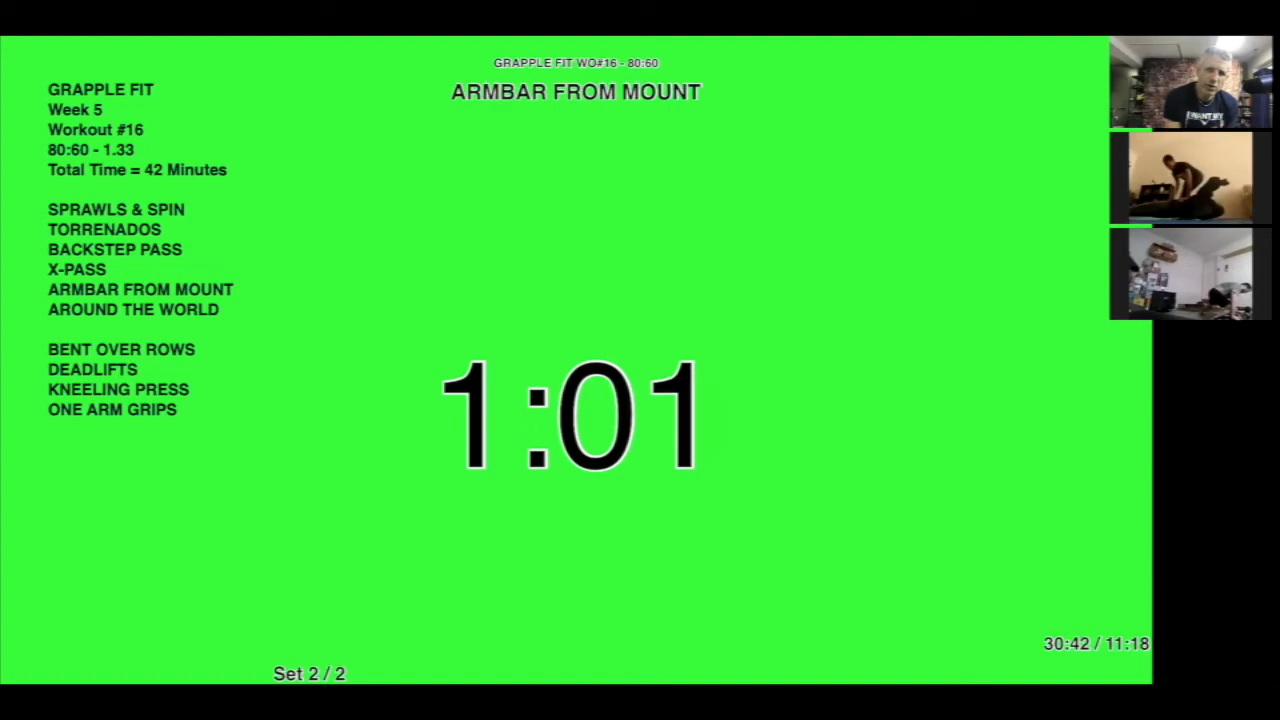 GRAPPLE FIT WO#16 - 80:60
ARMBAR FROM MOUNT
GRAPPLE FIT
Week 5
Workout #16
80:60 - 1.33
Total Time = 42 Minutes
SPRAWLS & SPIN
TORRENADOS
BACKSTEP PASS
X-PASS
ARMBAR FROM MOUNT
AROUND THE WORLD
BENT OVER ROWS
DEADLIFTS
KNEELING PRESS
ONE ARM GRIPS
1:01
30:42 / 11:18
Set 2 / 2
I WANT MY